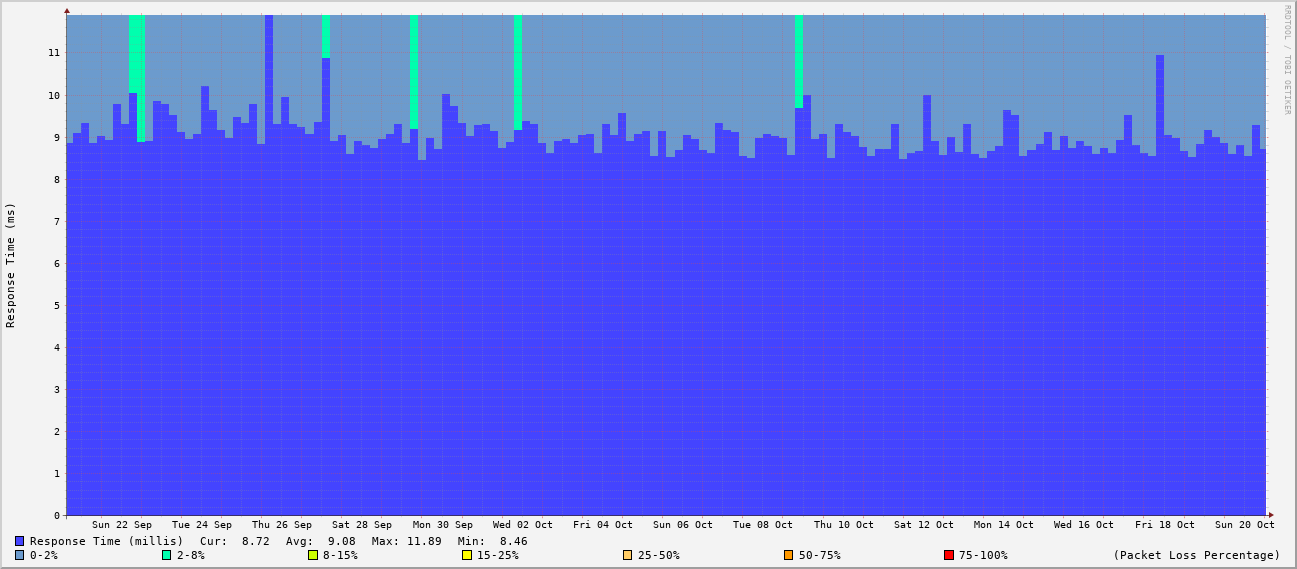 RRDTOOL / TOBI OETIKER
Response Time (ms)
11
10
9
8
7
6
5
4
3
2
1
0
Sun 22 Sep Tue 24 Sep Thu 26 Sep Sat 28 Sep Mon 30 Sep Wed 02 Oct Fri 04 Oct Sun 06 Oct Tue 08 Oct Thu 10 Oct Sat 12 Oct Mon 14 Oct Wed 16 Oct Fri 18 Oct Sun 20 Oct
Response Time (millis) Cur: 8.72 Avg: 9.08 Max: 11.89 Min: 8.46
0-2% 2-8% 8-15% 15-25% 25-50% 50-75% 75-100% (Packet Loss Percentage)